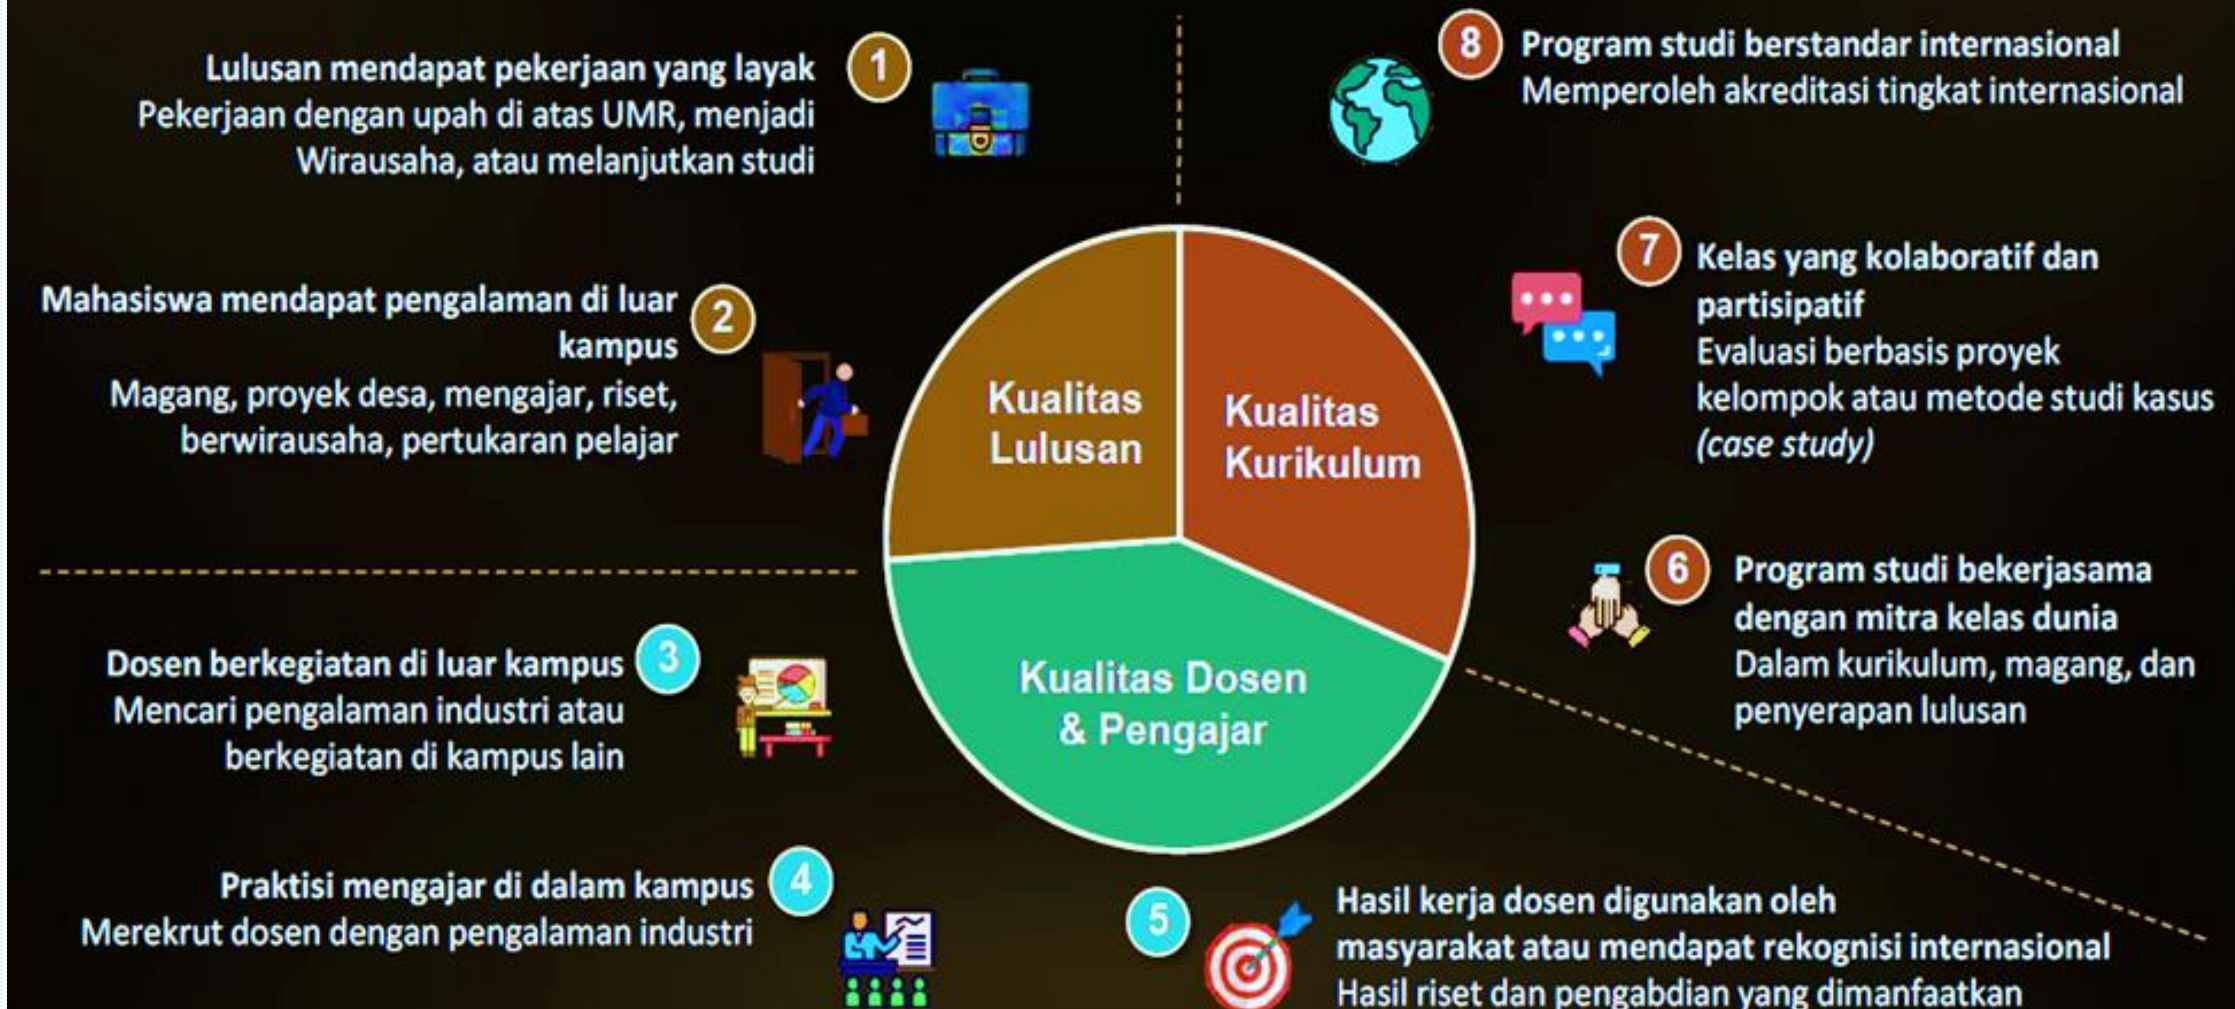 1
Lulusan mendapat pekerjaan yang layak
Pekerjaan dengan upah di atas UMR, menjadi
Wirausaha, atau melanjutkan studi
2
Mahasiswa mendapat pengalaman di luar
kampus
Magang, proyek desa, mengajar, riset,
berwirausaha, pertukaran pelajar
3
Dosen berkegiatan di luar kampus
Mencari pengalaman industri atau
berkegiatan di kampus lain
4
Praktisi mengajar di dalam kampus
Merekrut dosen dengan pengalaman industri
5
Hasil kerja dosen digunakan oleh
masyarakat atau mendapat rekognisi internasional
Hasil riset dan pengabdian yang dimanfaatkan
6
Program studi bekerjasama
dengan mitra kelas dunia
Dalam kurikulum, magang, dan
penyerapan lulusan
7
Kelas yang kolaboratif dan
partisipatif
Evaluasi berbasis proyek
kelompok atau metode studi kasus
(case study)
8
Program studi berstandar internasional
Memperoleh akreditasi tingkat internasional
Kualitas
Lulusan
Kualitas
Kurikulum
Kualitas Dosen
& Pengajar